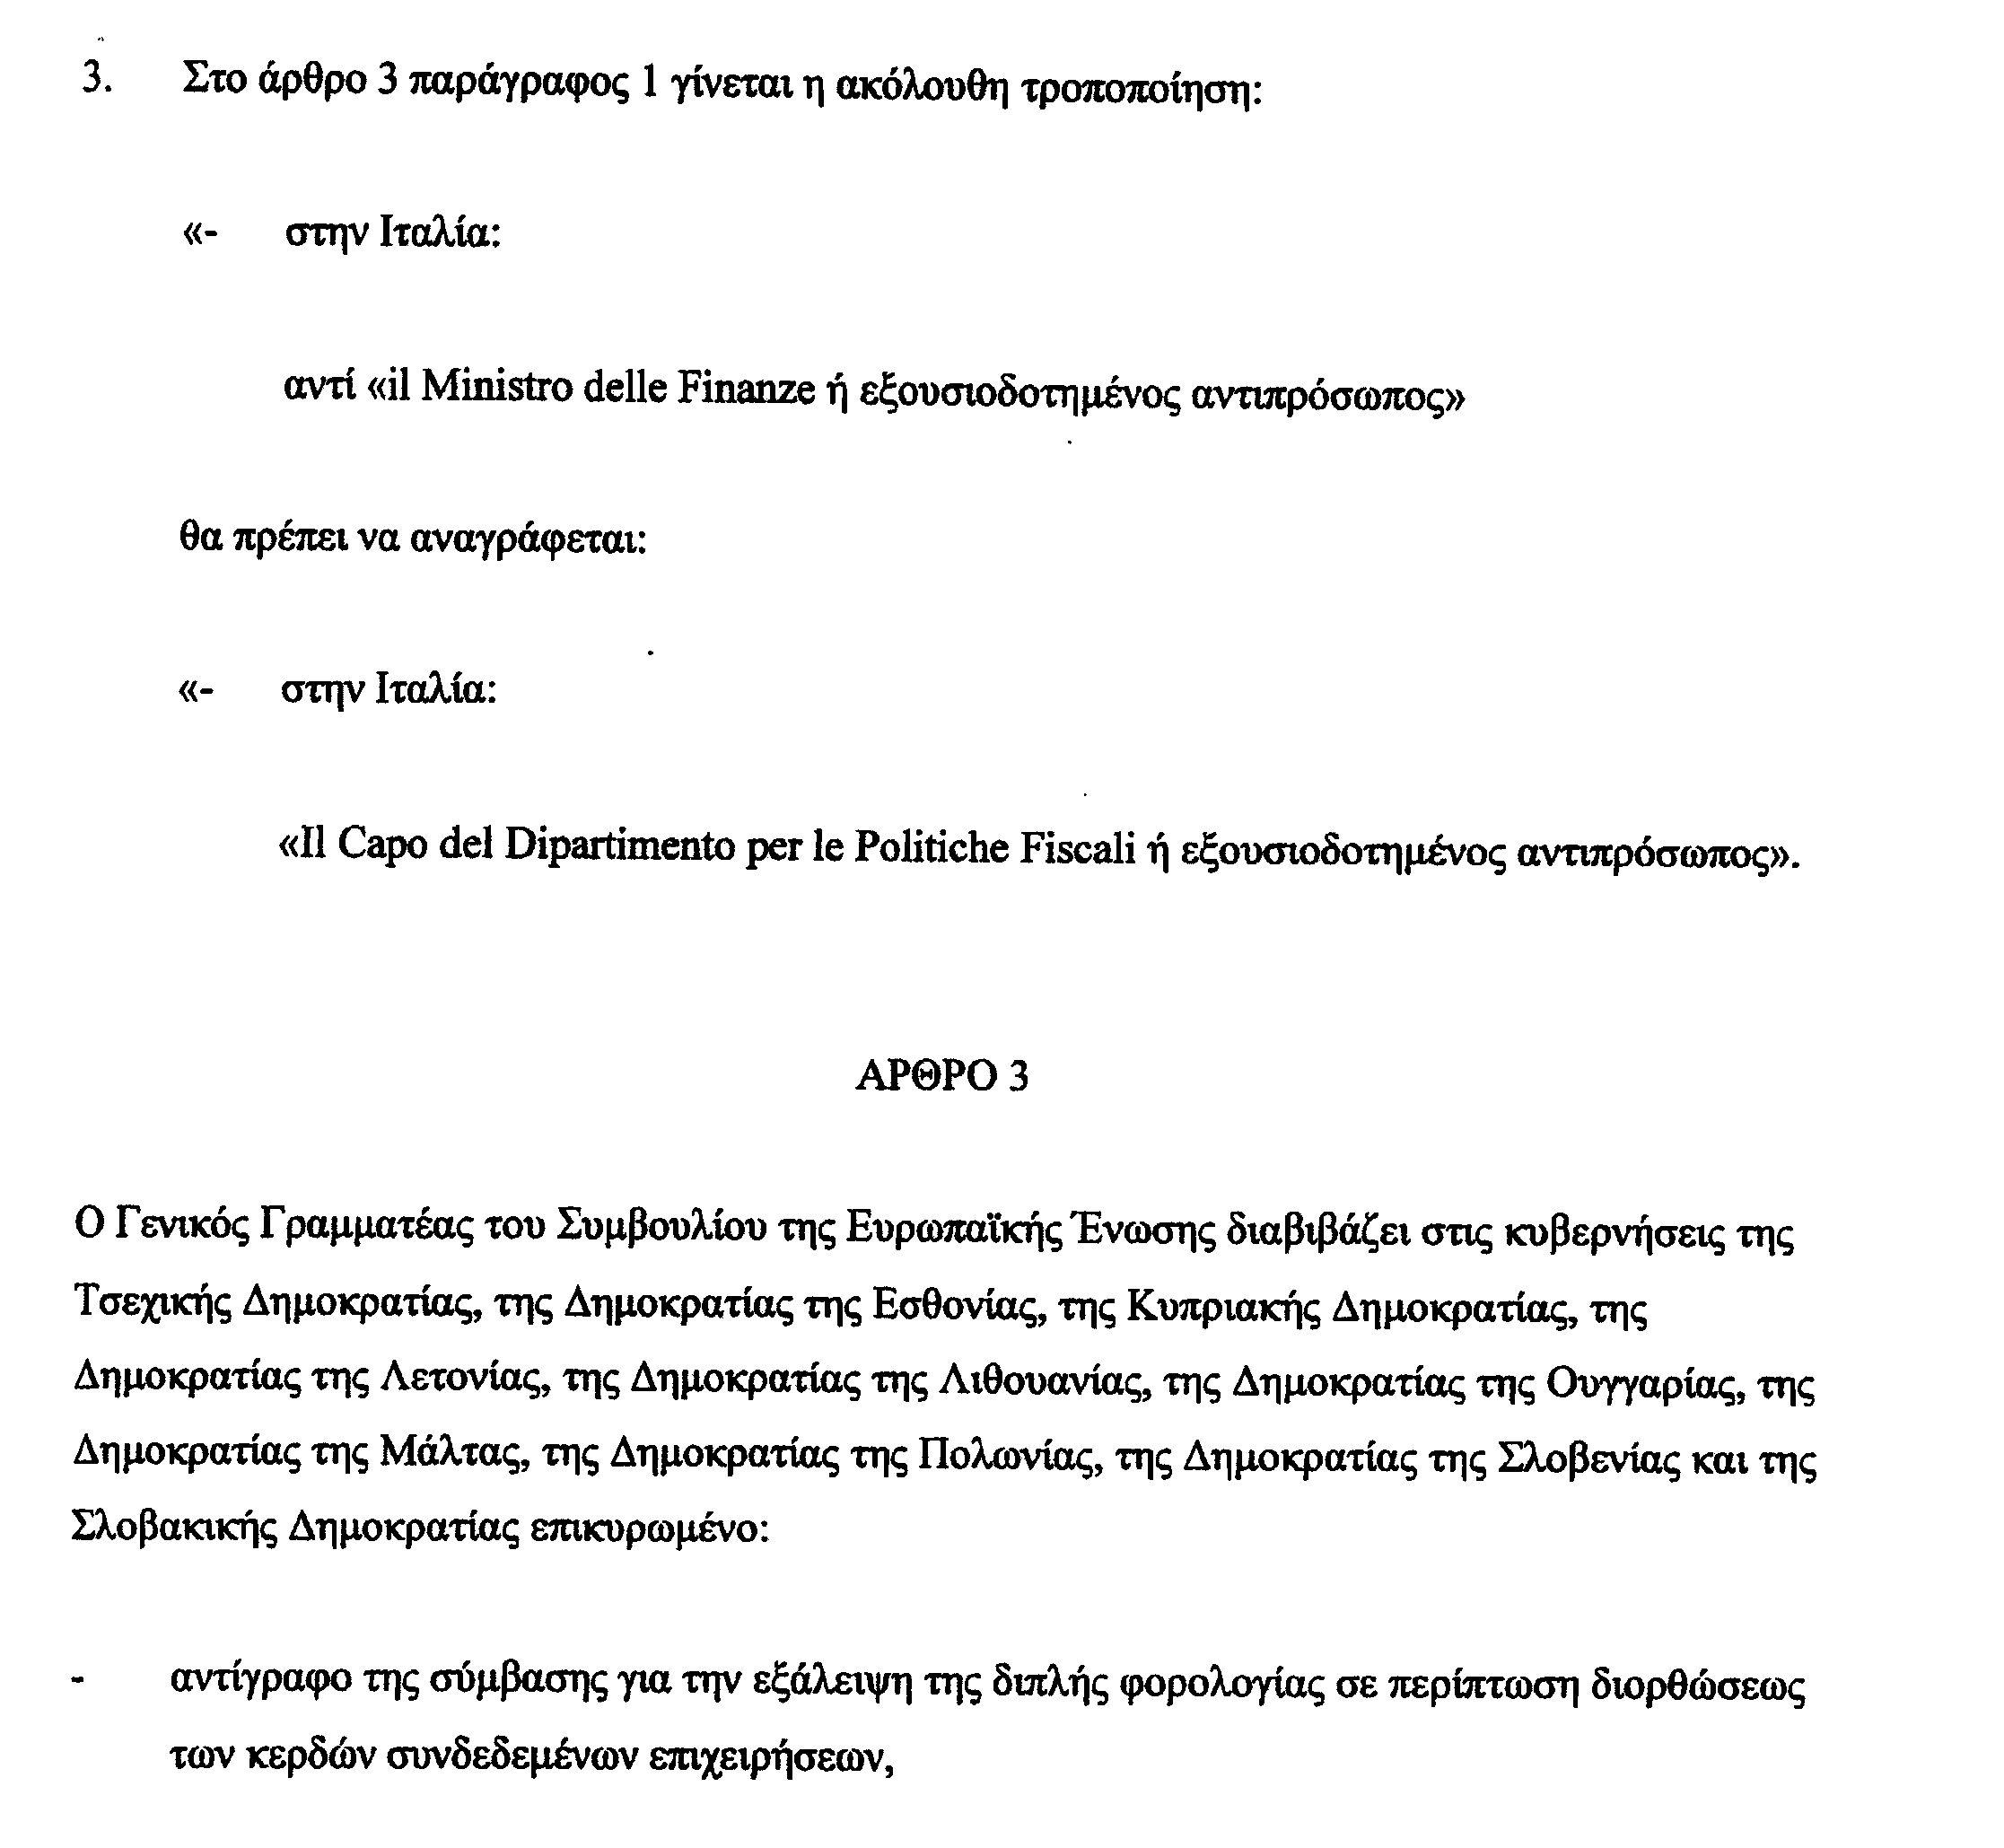 3. Στο άρθρο 3 παράγραφος 1 γίνεται η ακόλουθη τροποποίηση:
«- στην Ιταλία:
αντί «il Ministro delle Finanze ή εξουσιοδοτημένος αντιπρόσωπος»
θα πρέπει να αναγράφεται:
«- στην Ιταλία:
«Il Capo del Dipartimento per le Politiche Fiscali ή εξουσιοδοτημένος αντιπρόσωπος».
ΑΡΘΡΟ 3
Ο Γενικός Γραμματέας του Συμβουλίου της Ευρωπαϊκής Ένωσης διαβιβάζει στις κυβερνήσεις της
Τσεχικής Δημοκρατίας, της Δημοκρατίας της Εσθονίας, της Κυπριακής Δημοκρατίας, της
Δημοκρατίας της Λετονίας, της Δημοκρατίας της Λιθουανίας, της Δημοκρατίας της Ουγγαρίας, της
Δημοκρατίας της Μάλτας, της Δημοκρατίας της Πολωνίας, της Δημοκρατίας της Σλοβενίας και της
Σλοβακικής Δημοκρατίας επικυρωμένο:
- αντίγραφο της σύμβασης για την εξάλειψη της διπλής φορολογίας σε περίπτωση διορθώσεως
των κερδών συνδεδεμένων επιχειρήσεων,